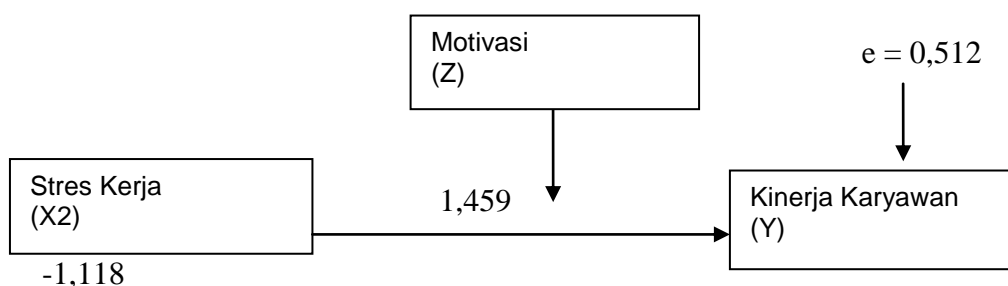 Motivasi
(Z)
e = 0,512
Stres Kerja
(X2)
1,459
Kinerja Karyawan
(Y)
-1,118